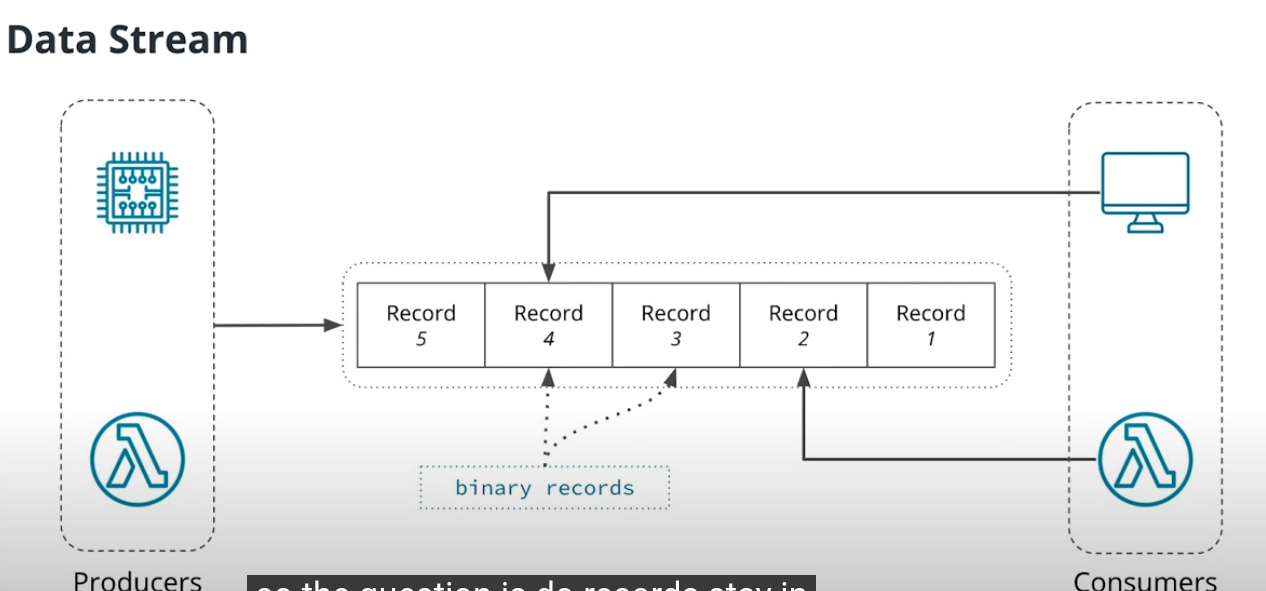 Data Stream
Record
5
Record
4
Record
3
Record
2
Record
1
binary records
Producers
Consumers
so the question is do records stay in